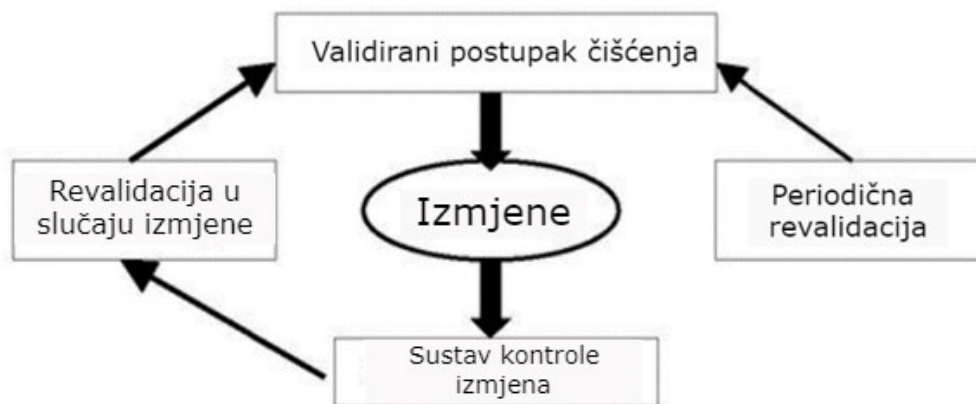 Validirani postupak čišćenja
Revalidacija u
slučaju izmjene
Izmjene
Periodična
revalidacija
Sustav kontrole
izmjena